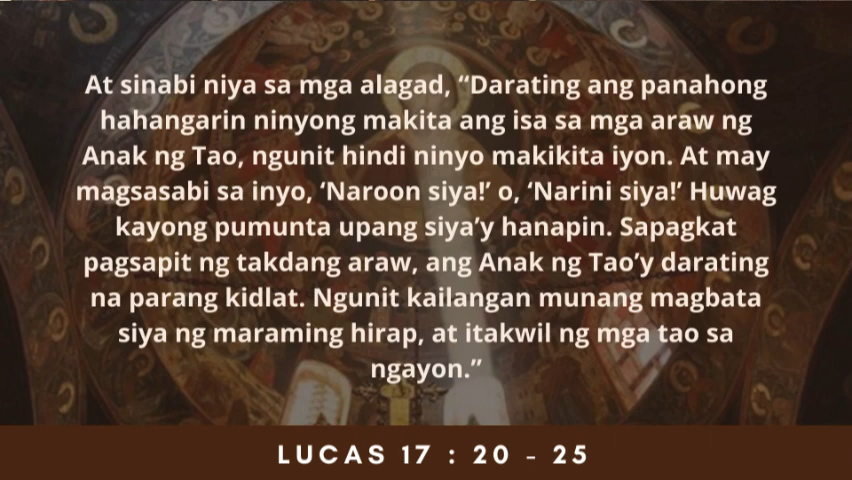 At sinabi niya sa mga alagad, “Darating ang panahong
hahangarin ninyong makita ang isa sa mga araw ng
Anak ng Tao, ngunit hindi ninyo makikita iyon. At may
magsasabi sa inyo, ‘Naroon siya!’ o, ‘Narini siya!’ Huwag
kayong pumunta upang siya’y hanapin. Sapagkat
pagsapit ng takdang araw, ang Anak ng Tao’y darating
na parang kidlat. Ngunit kailangan munang magbata
siya ng maraming hirap, at itakwil ng mga tao sa
ngayon.”
LUCAS 17 : 20 - 25